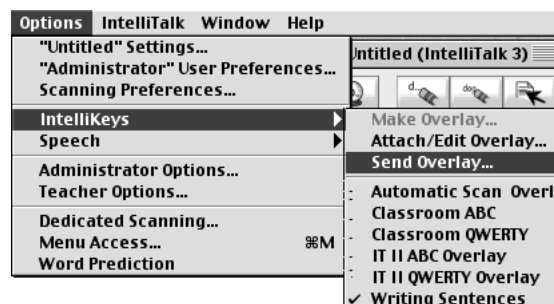 Options IntelliTalk Window Help
"Untitled" Settings...
"Administrator" User Preferences...
Scanning Preferences...
IntelliKeys
Speech
Administrator Options...
Teacher Options...
Dedicated Scanning...
Menu Access... ⌘M
Word Prediction
ntitled (IntelliTalk 3)
d... dog
Make Overlay...
Attach/Edit Overlay...
Send Overlay...
Automatic Scan Overl
Classroom ABC
Classroom QWERTY
IT II ABC Overlay
IT II QWERTY Overlay
✓ Writing Sentences